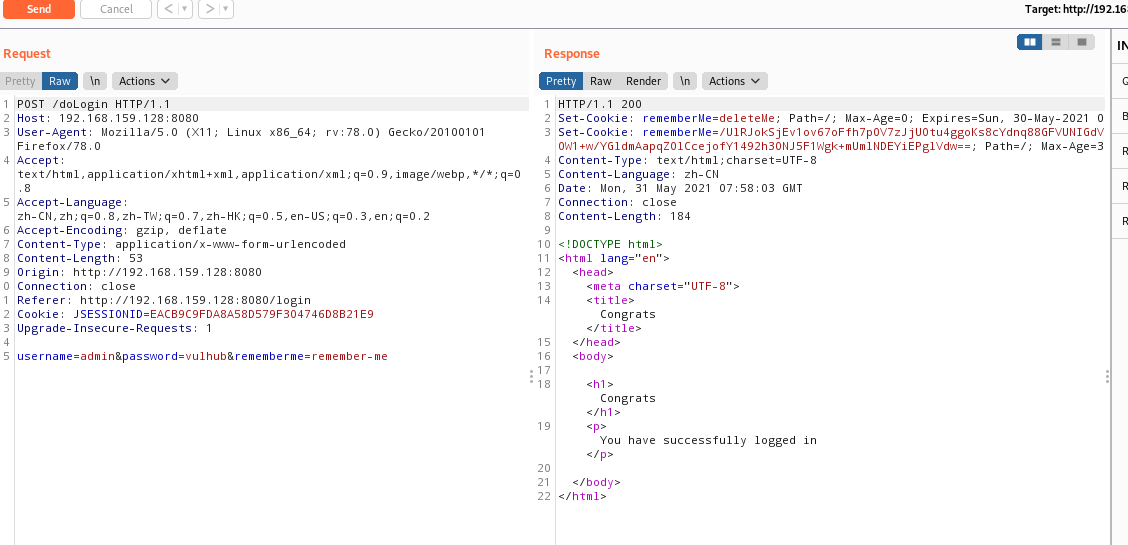 Send Cancel < > Target: http://192.16
Request
Pretty Raw \n Actions
1 POST /doLogin HTTP/1.1
2 Host: 192.168.159.128:8080
3 User-Agent: Mozilla/5.0 (X11; Linux x86_64; rv:78.0) Gecko/20100101
Firefox/78.0
4 Accept:
text/html,application/xhtml+xml,application/xml;q=0.9,image/webp,*/*;q=0
.8
5 Accept-Language:
zh-CN,zh;q=0.8,zh-TW;q=0.7,zh-HK;q=0.5,en-US;q=0.3,en;q=0.2
6 Accept-Encoding: gzip, deflate
7 Content-Type: application/x-www-form-urlencoded
8 Content-Length: 53
9 Origin: http://192.168.159.128:8080
0 Connection: close
1 Referer: http://192.168.159.128:8080/login
2 Cookie: JSESSIONID=EACB9C9FDA8A58D579F304746D8B21E9
3 Upgrade-Insecure-Requests: 1
4
5 username=admin&password=vulhub&rememberme=remember-me
Response
Pretty Raw Render \n Actions
1 HTTP/1.1 200
2 Set-Cookie: rememberMe=deleteMe; Path=/; Max-Age=0; Expires=Sun, 30-May-2021 0
3 Set-Cookie:
; Path=/; Max-Age=3
4 Content-Type: text/html;charset=UTF-8
5 Content-Language: zh-CN
6 Date: Mon, 31 May 2021 07:58:03 GMT
7 Connection: close
8 Content-Length: 184
9
10 <!DOCTYPE html>
11 <html lang="en">
12 <head>
13 <meta charset="UTF-8">
14 <title>
Congrats
</title>
15 </head>
16 <body>
17
18 <h1>
Congrats
</h1>
19 <p>
You have successfully logged in
</p>
20
21 </body>
22 </html>
IN